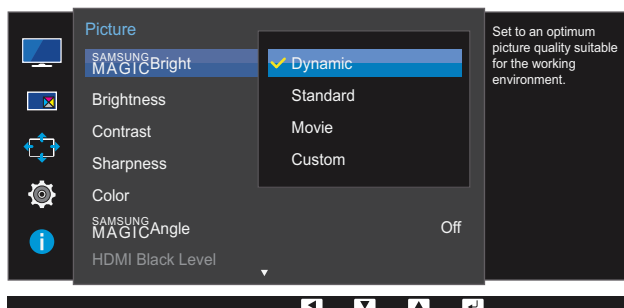 Picture
SAMSUNG
MAGICBright
Brightness
Contrast
Sharpness
Color
SAMSUNG
MAGICAngle
Off
HDMI Black Level
Dynamic
Standard
Movie
Custom
Set to an optimum
picture quality suitable
for the working
environment.